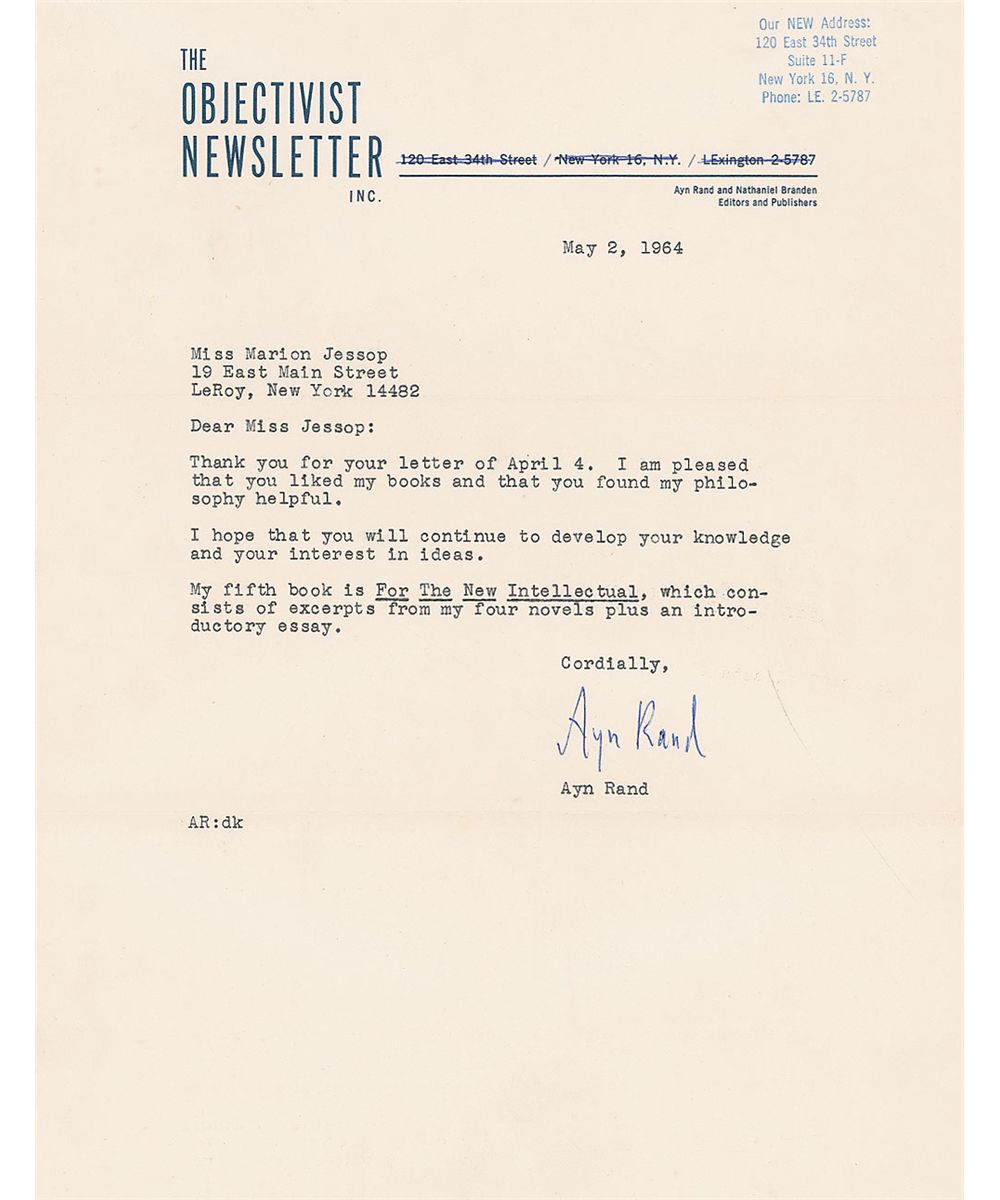 Our NEW Address:
120 East 34th Street
Suite 11-F
New York 16, N. Y.
Phone: LE. 2-5787
THE
OBJECTIVIST
NEWSLETTER
INC.
120 East 34th Street / New York 16, N.Y. / LExington 2-5787
Ayn Rand and Nathaniel Branden
Editors and Publishers
May 2, 1964
Miss Marion Jessop
19 East Main Street
LeRoy, New York 14482
Dear Miss Jessop:
Thank you for your letter of April 4. I am pleased
that you liked my books and that you found my philo-
sophy helpful.
I hope that you will continue to develop your knowledge
and your interest in ideas.
My fifth book is For The New Intellectual, which con-
sists of excerpts from my four novels plus an intro-
ductory essay.
Cordially,
Ayn Rand
Ayn Rand
AR:dk